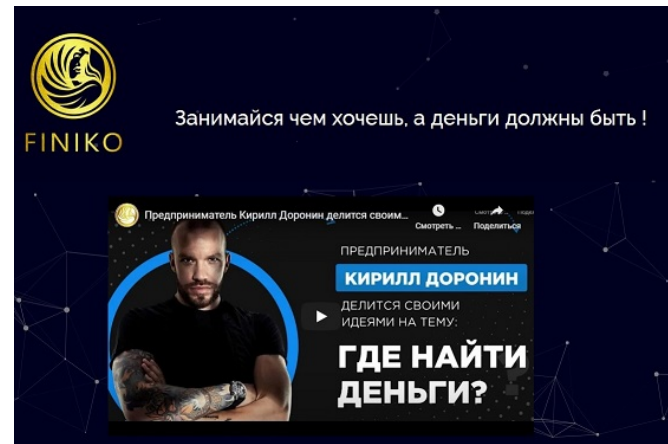 FINIKO
Занимайся чем хочешь, а деньги должны быть !
Предприниматель Кирилл Доронин делится своим...
Смотреть ...
Поделиться
ПРЕДПРИНИМАТЕЛЬ
КИРИЛЛ ДОРОНИН
ДЕЛИТСЯ СВОИМИ
ИДЕЯМИ НА ТЕМУ:
ГДЕ НАЙТИ
ДЕНЬГИ?